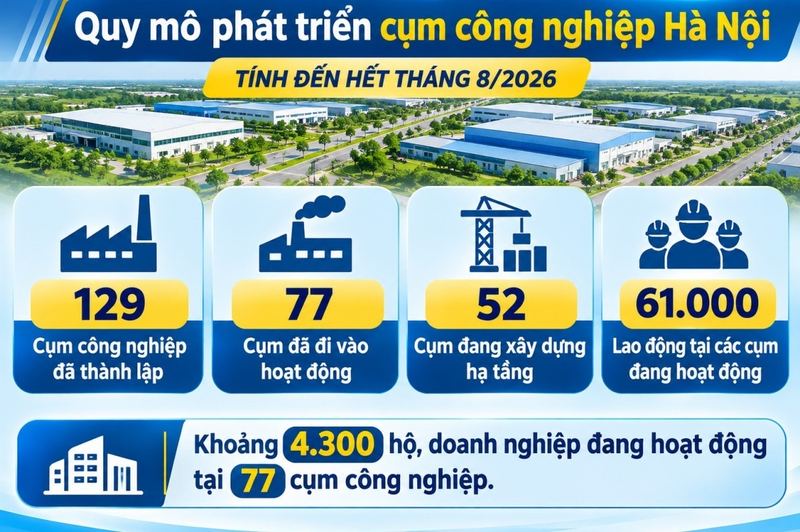 Quy mô phát triển cụm công nghiệp Hà Nội
TÍNH ĐẾN HẾT THÁNG 8/2026
129
Cụm công nghiệp
đã thành lập
77
Cụm đã đi vào
hoạt động
52
Cụm đang xây dựng
hạ tầng
61.000
Lao động tại các cụm
đang hoạt động
Khoảng 4.300 hộ, doanh nghiệp đang hoạt động
tại 77 cụm công nghiệp.